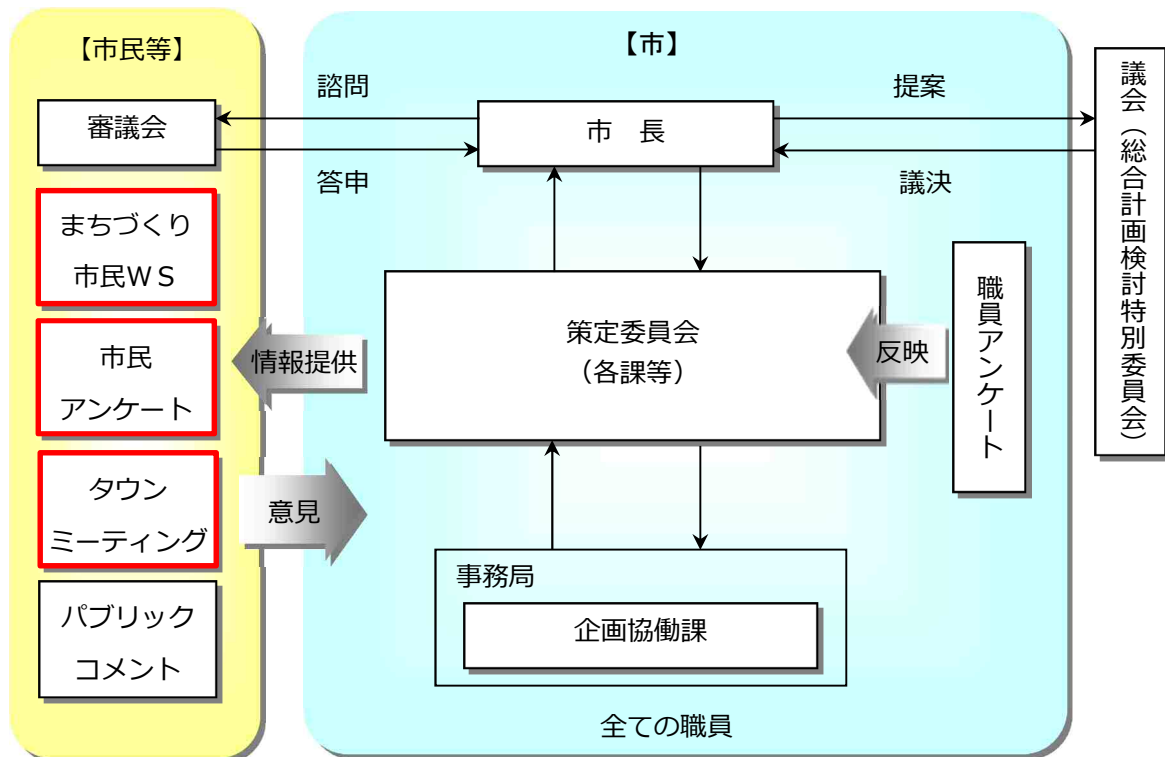 【市民等】
審議会
まちづくり
市民ＷＳ
市民
アンケート
タウン
ミーティング
パブリック
コメント
諮問
答申
情報提供
意見
【市】
市　長
策定委員会
（各課等）
事務局
企画協働課
全ての職員
反映
職員アンケート
提案
議決
議会（総合計画検討特別委員会）